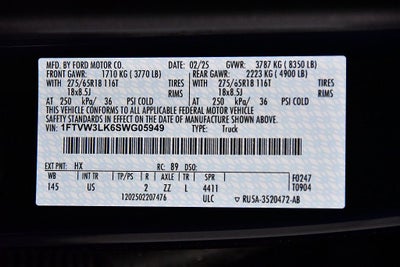 MFD. BY FORD MOTOR CO. 02/25 GVWR: 3787 KG (8350 LB)
FRONT GAWR: 1710 KG (3770 LB) REAR GAWR: 2223 KG (4900 LB)
WITH 275/65R18 116T TIRES WITH 275/65R18 116T TIRES
18x8.5J RIMS 18x8.5J RIMS
AT 250 kPa/ 36 PSI COLD AT 250 kPa/ 36 PSI COLD
THIS VEHICLE CONFORMS TO ALL APPLICABLE FEDERAL MOTOR VEHICLE
SAFETY STANDARDS IN EFFECT ON THE DATE OF MANUFACTURE SHOWN ABOVE.
VIN: 1FTVW3LK6SWG05949 TYPE: Truck
EXT PNT: HX RC: 89 DSO: F0247
WB TP/PS R AX TR SPR T0904
145 US 2 ZZ L 4411
1202502207476 ULC RU5A-3520472-AB